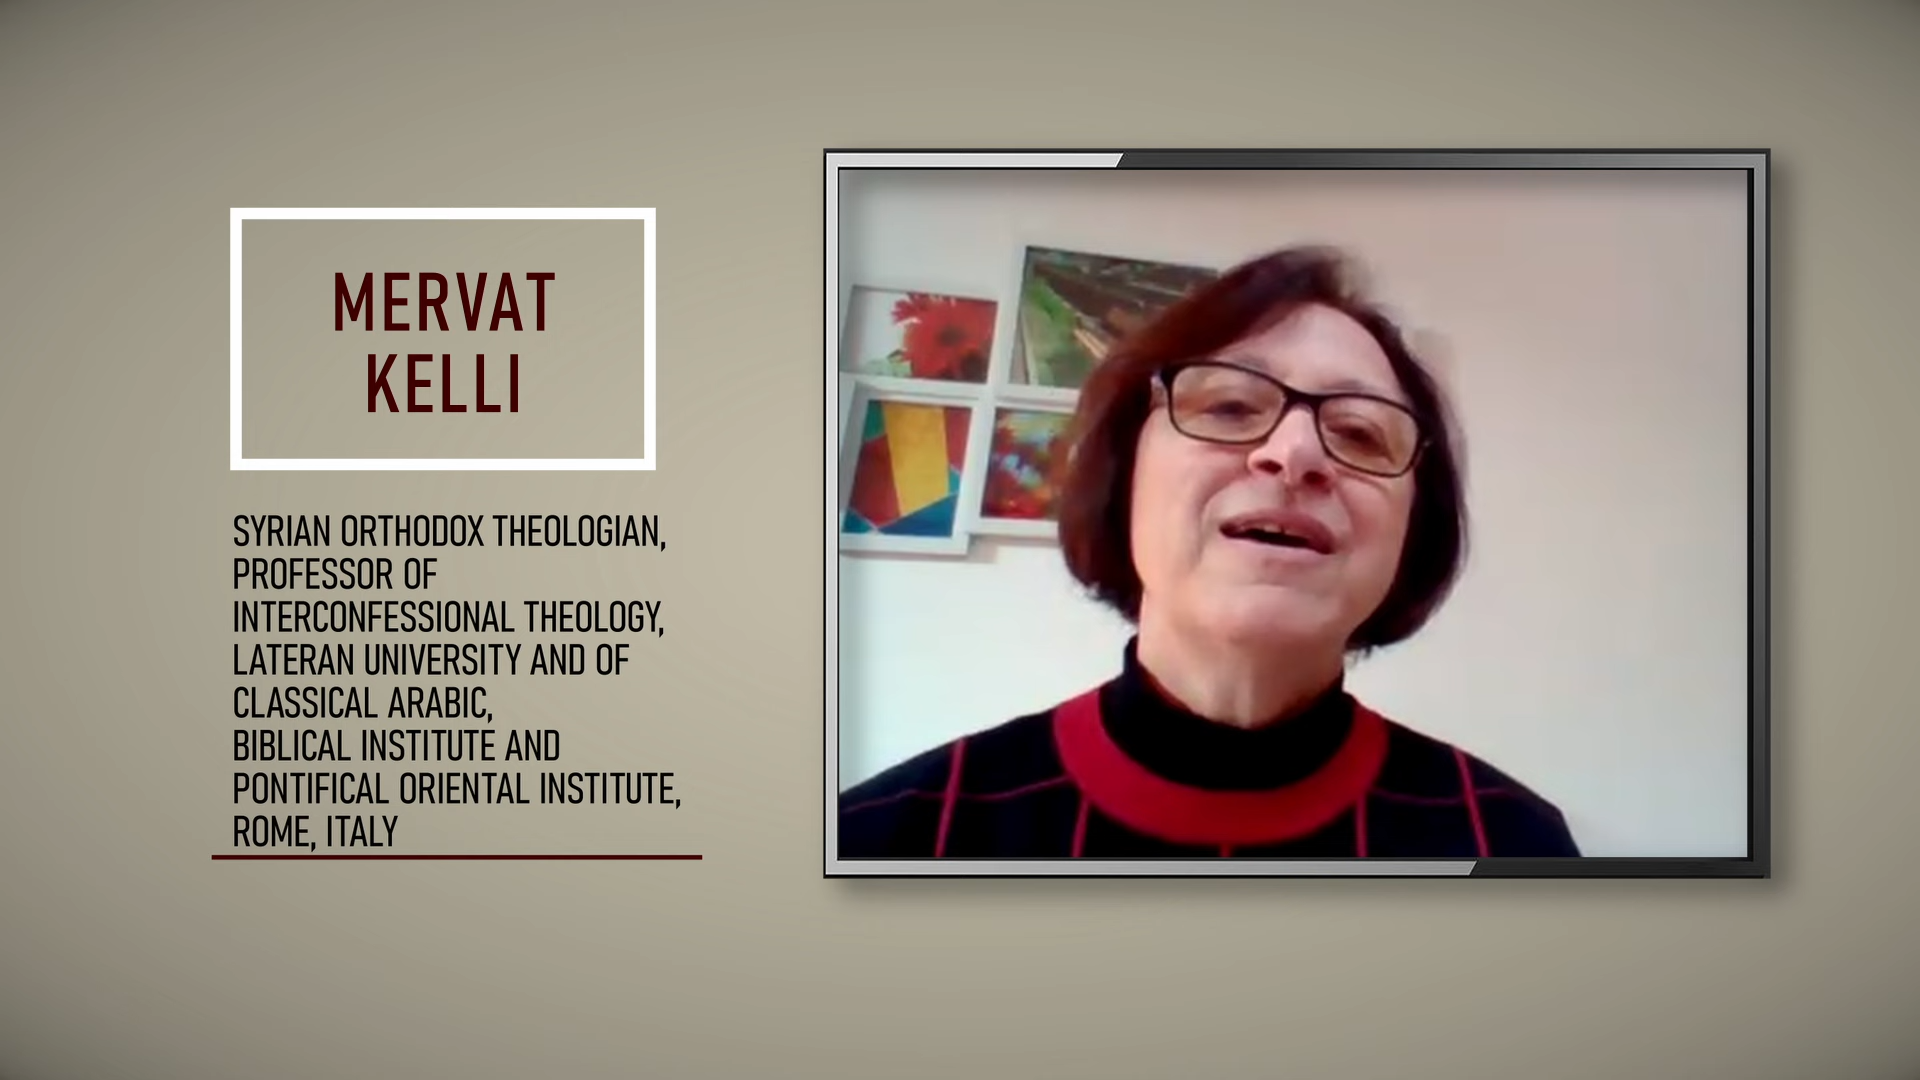 MERVAT
KELLI
SYRIAN ORTHODOX THEOLOGIAN,
PROFESSOR OF
INTERCONFESSIONAL THEOLOGY,
LATERAN UNIVERSITY AND OF
CLASSICAL ARABIC,
BIBLICAL INSTITUTE AND
PONTIFICAL ORIENTAL INSTITUTE,
ROME, ITALY